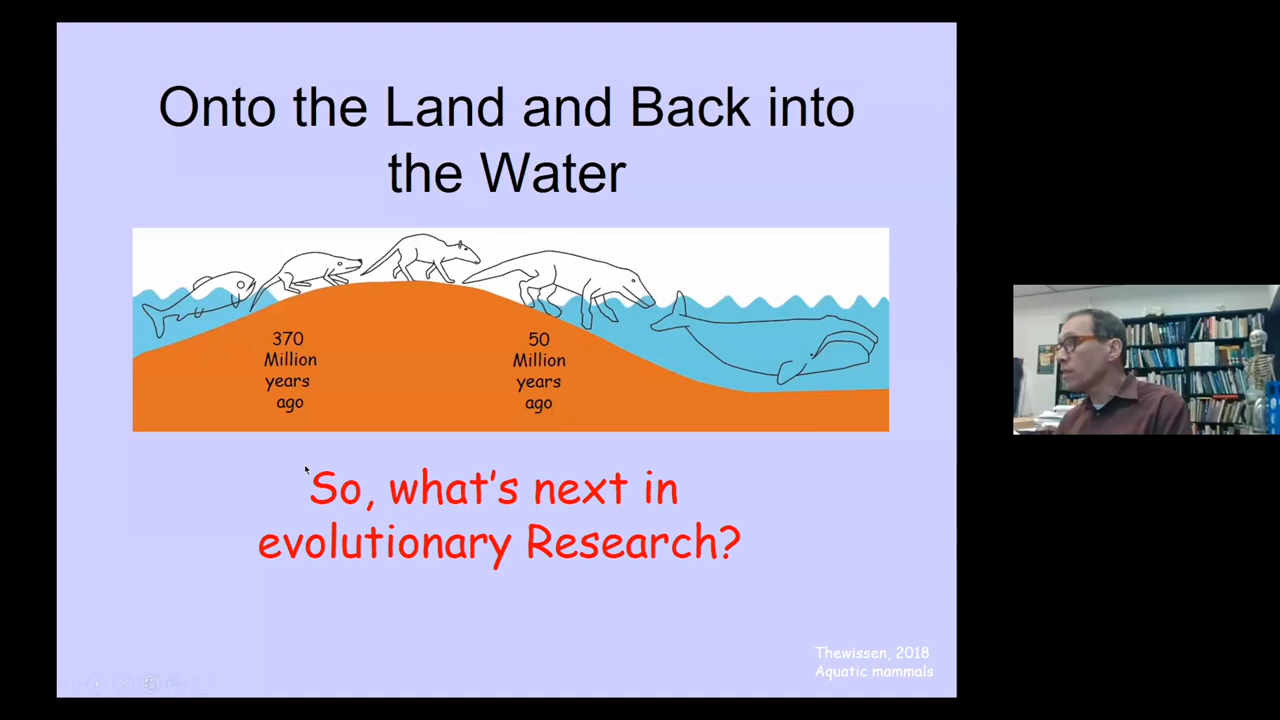 Onto the Land and Back into
the Water
370
Million
years
ago
50
Million
years
ago
So, what's next in
evolutionary Research?
Thewissen, 2018
Aquatic mammals